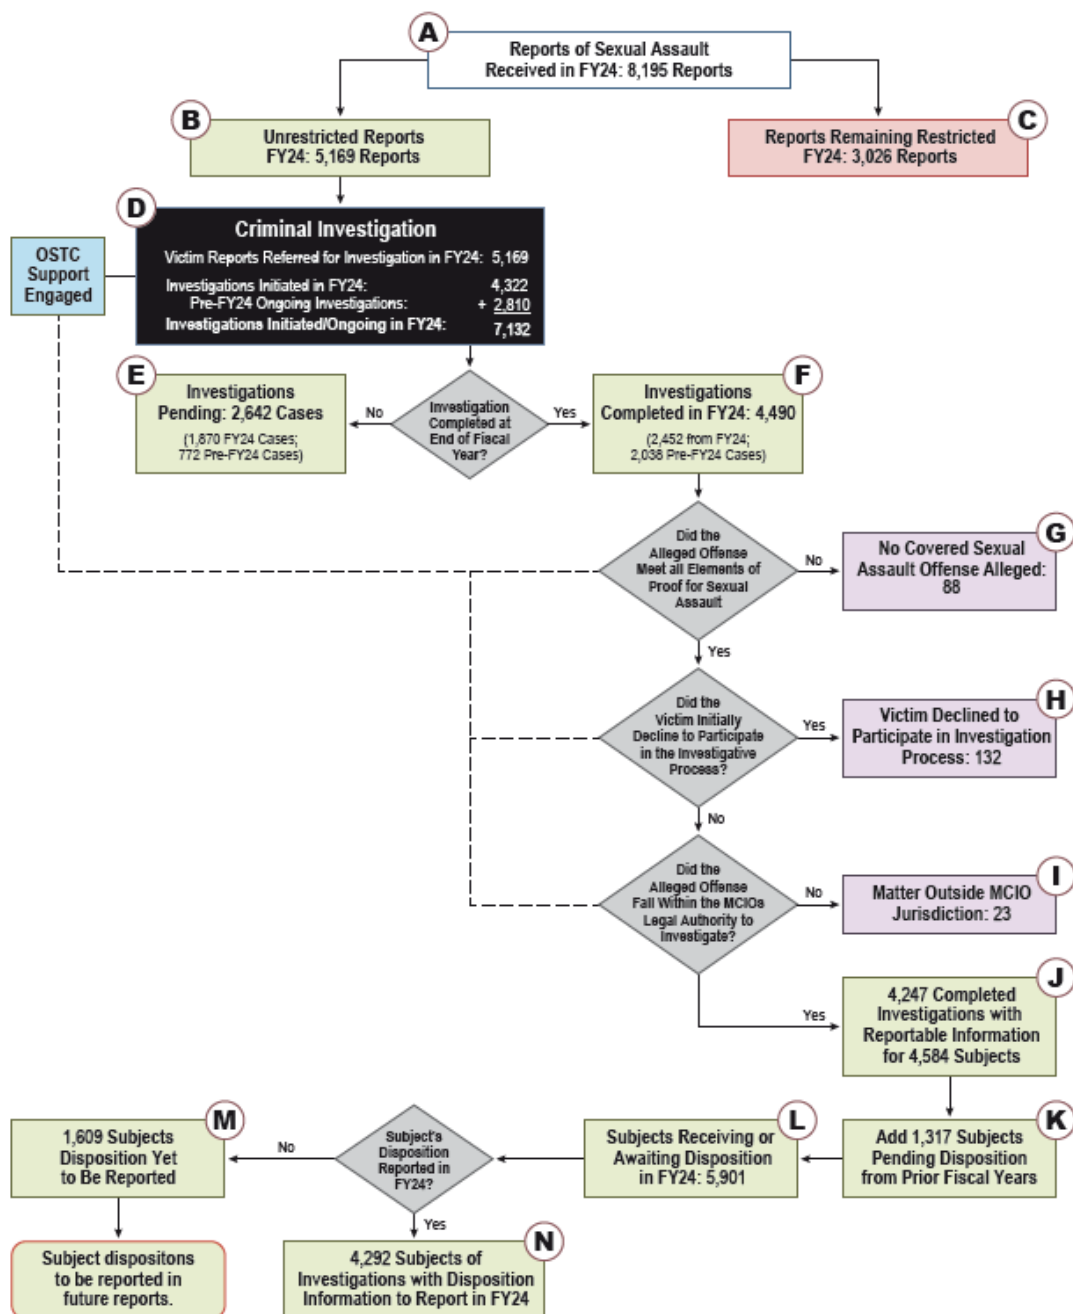 A
Reports of Sexual Assault
Received in FY24: 8,195 Reports
B
Unrestricted Reports
FY24: 5,169 Reports
C
Reports Remaining Restricted
FY24: 3,026 Reports
D
Criminal Investigation
Victim Reports Referred for Investigation in FY24: 5,169
Investigations Initiated in FY24: 4,322
Pre-FY24 Ongoing Investigations: + 2,810
Investigations Initiated/Ongoing in FY24: 7,132
OSTC
Support
Engaged
E
Investigations
Pending: 2,642 Cases
(1,870 FY24 Cases;
772 Pre-FY24 Cases)
No
Investigation
Completed at
End of Fiscal
Year?
Yes
F
Investigations
Completed in FY24: 4,490
(2,452 from FY24;
2,038 Pre-FY24 Cases)
Did the
Alleged Offense
Meet all Elements of
Proof for Sexual
Assault
No
G
No Covered Sexual
Assault Offense Alleged:
88
Yes
Did the
Victim Initially
Decline to Participate
in the Investigative
Process?
Yes
H
Victim Declined to
Participate in Investigation
Process: 132
No
Did the
Alleged Offense
Fall Within the MCIOs
Legal Authority to
Investigate?
No
I
Matter Outside MCIO
Jurisdiction: 23
Yes
J
4,247 Completed
Investigations with
Reportable Information
for 4,584 Subjects
K
Add 1,317 Subjects
Pending Disposition
from Prior Fiscal Years
L
Subjects Receiving or
Awaiting Disposition
in FY24: 5,901
Subject's
Disposition
Reported in
FY24?
No
M
1,609 Subjects
Disposition Yet
to Be Reported
Yes
N
4,292 Subjects of
Investigations with Disposition
Information to Report in FY24
Subject dispositons
to be reported in
future reports.